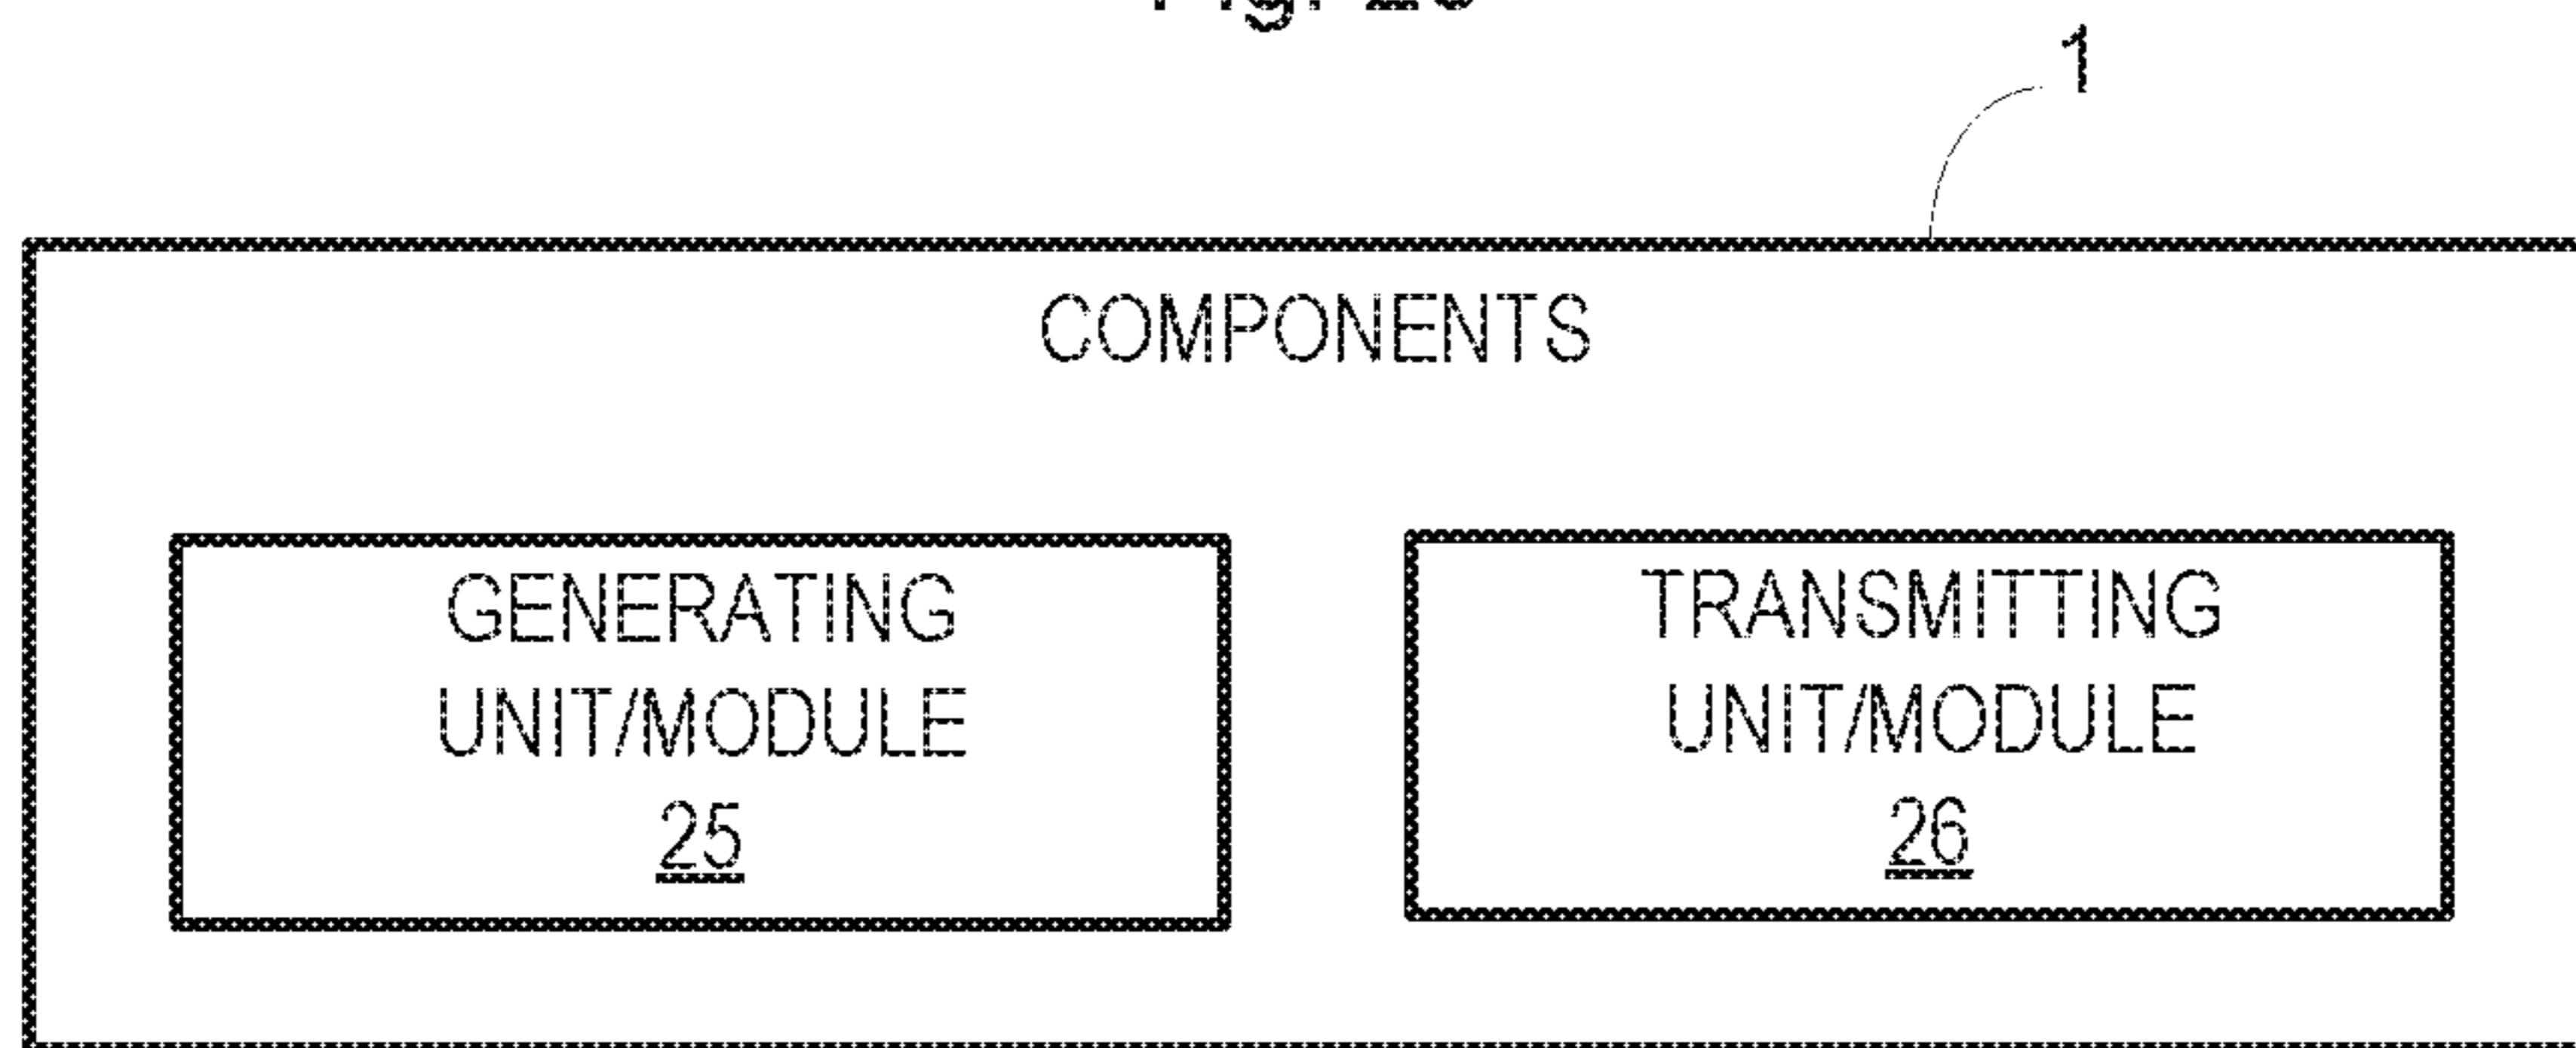 1
COMPONENTS
GENERATING
UNIT/MODULE
25
TRANSMITTING
UNIT/MODULE
26